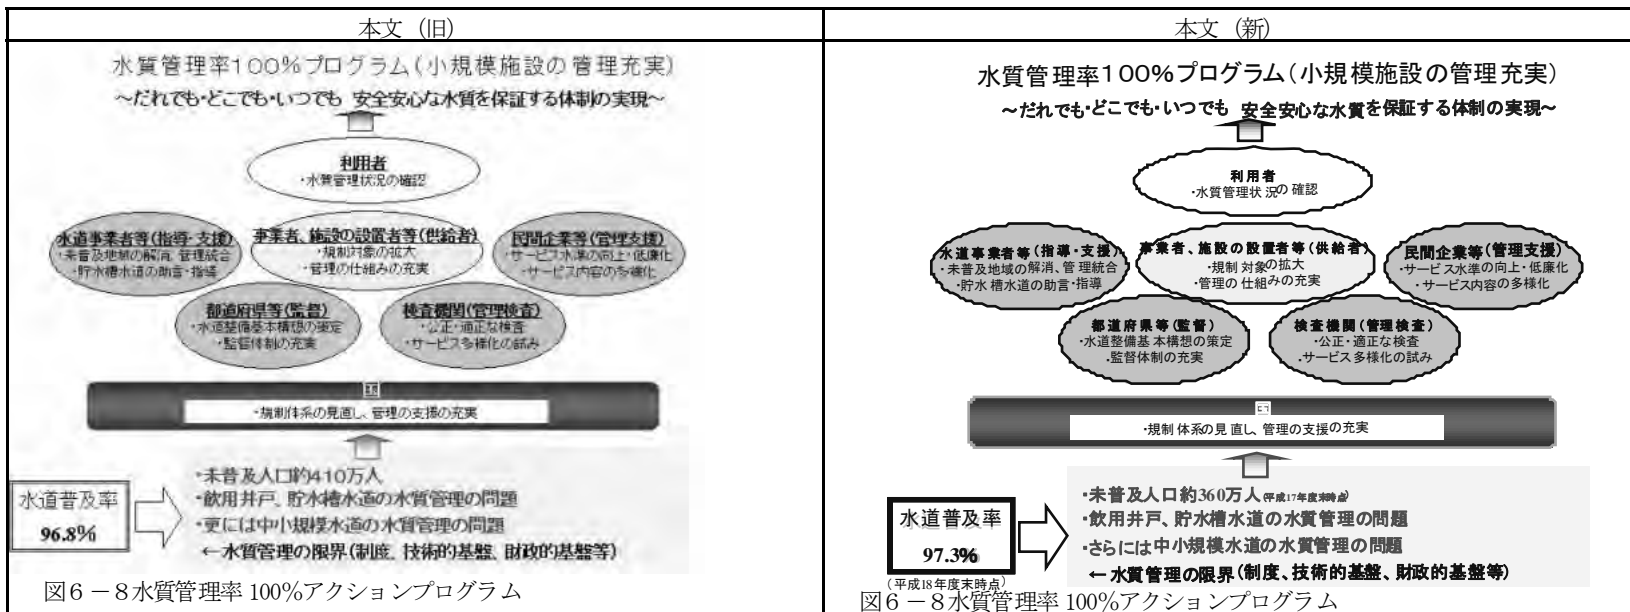 本文（旧）
水質管理率100%プログラム(小規模施設の管理充実)
～だれでも・どこでも・いつでも 安全安心な水質を保証する体制の実現～
利用者
・水質管理状況の確認
水道事業者等(指導・支援)
・未普及地域の解消、管理統合
・貯水槽水道の助言・指導
事業者、施設の設置者等(供給者)
・規制対象の拡大
・管理の仕組みの充実
民間企業等(管理支援)
・サービス水準の向上・低廉化
・サービス内容の多様化
都道府県等(監督)
・水道整備基本構想の策定
・監督体制の充実
検査機関(管理検査)
・公正・適正な検査
・サービス多様化の試み
国
・規制体系の見直し、管理の支援の充実
水道普及率
96.8%
・未普及人口約410万人
・飲用井戸、貯水槽水道の水質管理の問題
・更には中小規模水道の水質管理の問題
←水質管理の限界(制度、技術的基盤、財政的基盤等)
図６－８水質管理率 100%アクションプログラム
本文（新）
水質管理率100%プログラム(小規模施設の管理充実)
～だれでも・どこでも・いつでも 安全安心な水質を保証する体制の実現～
利用者
・水質管理状況の確認
水道事業者等(指導・支援)
・未普及地域の解消、管理統合
・貯水槽水道の助言・指導
事業者、施設の設置者等(供給者)
・規制対象の拡大
・管理の仕組みの充実
民間企業等(管理支援)
・サービス水準の向上・低廉化
・サービス内容の多様化
都道府県等(監督)
・水道整備基本構想の策定
・監督体制の充実
検査機関(管理検査)
・公正・適正な検査
・サービス多様化の試み
・規制体系の見直し、管理の支援の充実
水道普及率
97.3%
(平成18年度末時点)
・未普及人口約360万人(平成17年度末時点)
・飲用井戸、貯水槽水道の水質管理の問題
・さらには中小規模水道の水質管理の問題
←水質管理の限界(制度、技術的基盤、財政的基盤等)
図６－８水質管理率 100%アクションプログラム